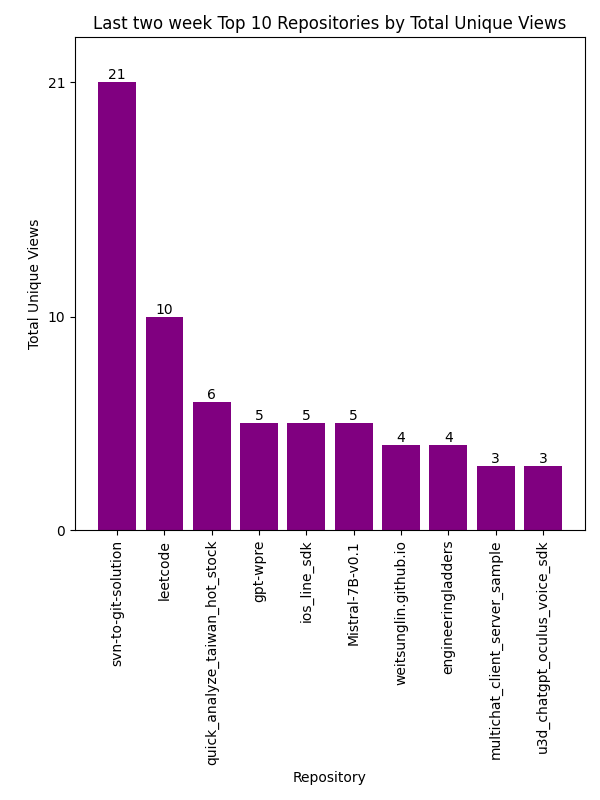 Last two week Top 10 Repositories by Total Unique Views
Total Unique Views
21
10
0
21
10
6
5
5
5
4
4
3
3
svn-to-git-solution
leetcode
quick_analyze_taiwan_hot_stock
gpt-wpre
ios_line_sdk
Mistral-7B-v0.1
weitsunglin.github.io
engineeringladders
multichat_client_server_sample
u3d_chatgpt_oculus_voice_sdk
Repository